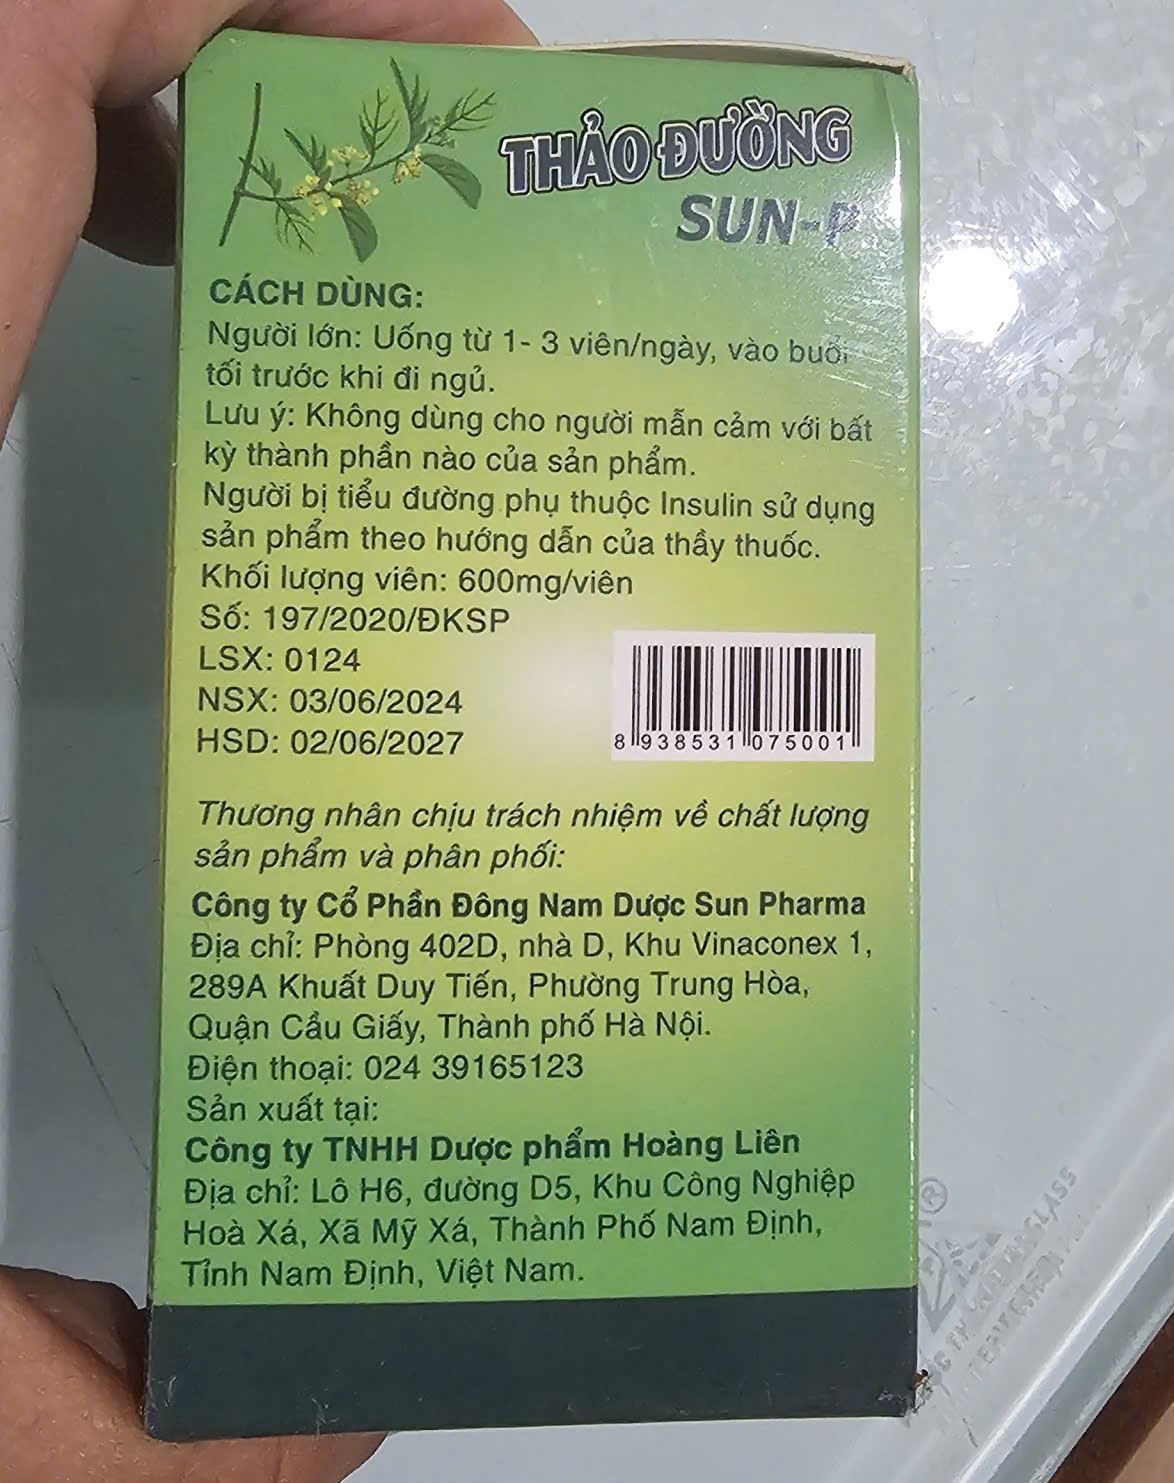 THẢO ĐƯỜNG
SUN-P
CÁCH DÙNG:
Người lớn: Uống từ 1- 3 viên/ngày, vào buổi
tối trước khi đi ngủ.
Lưu ý: Không dùng cho người mẫn cảm với bất
kỳ thành phần nào của sản phẩm.
Người bị tiểu đường phụ thuộc Insulin sử dụng
sản phẩm theo hướng dẫn của thầy thuốc.
Khối lượng viên: 600mg/viên
Số: 197/2020/ĐKSP
LSX: 0124
NSX: 03/06/2024
HSD: 02/06/2027
8 938531 075001
Thương nhân chịu trách nhiệm về chất lượng
sản phẩm và phân phối:
Công ty Cổ Phần Đông Nam Dược Sun Pharma
Địa chỉ: Phòng 402D, nhà D, Khu Vinaconex 1,
289A Khuất Duy Tiến, Phường Trung Hòa,
Quận Cầu Giấy, Thành phố Hà Nội.
Điện thoại: 024 39165123
Sản xuất tại:
Công ty TNHH Dược phẩm Hoàng Liên
Địa chỉ: Lô H6, đường D5, Khu Công Nghiệp
Hoà Xá, Xã Mỹ Xá, Thành Phố Nam Định,
Tỉnh Nam Định, Việt Nam.